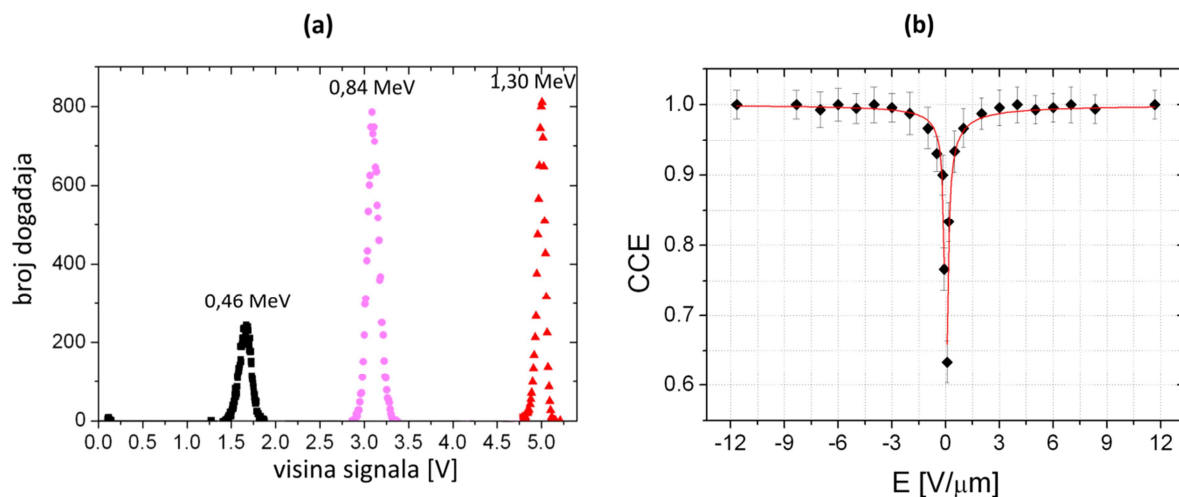 (a)
(b)
0,46 MeV
0,84 MeV
1,30 MeV
800
600
400
200
0
broj događaja
0.0 0.5 1.0 1.5 2.0 2.5 3.0 3.5 4.0 4.5 5.0
visina signala [V]
1.0
0.9
0.8
0.7
0.6
CCE
-12 -9 -6 -3 0 3 6 9 12
E [V/μm]